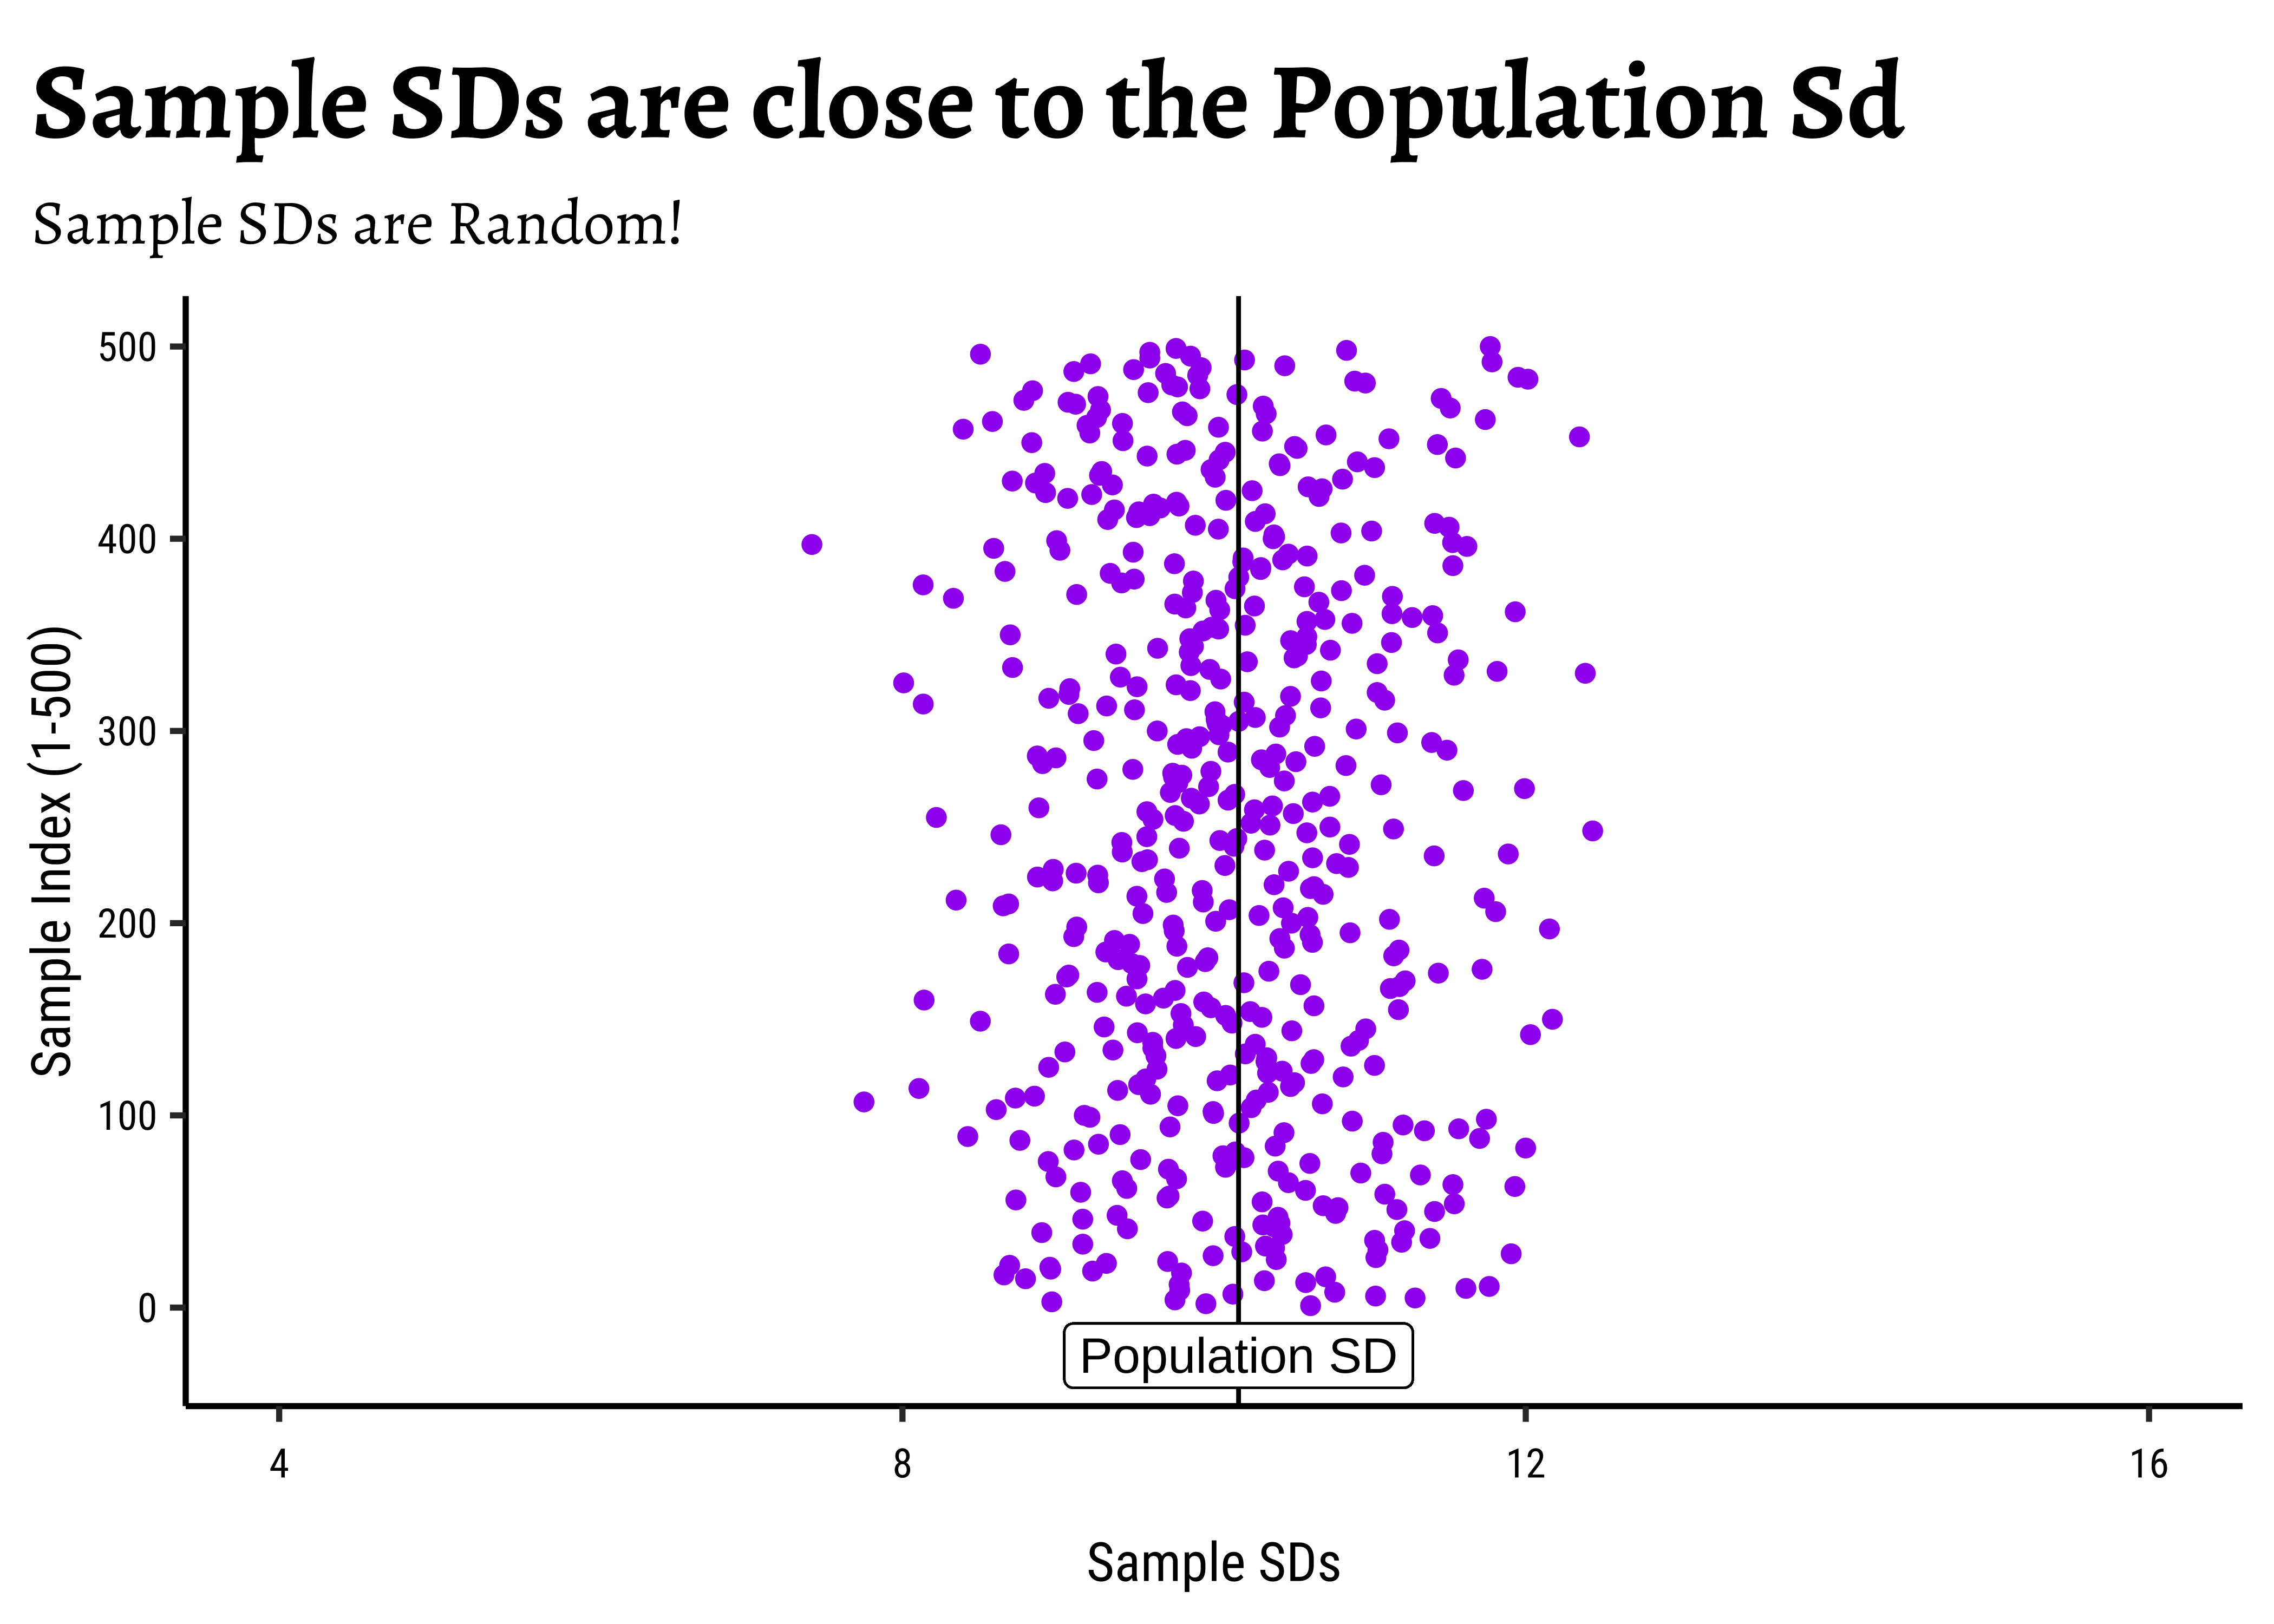 Sample SDs are close to the Population Sd
Sample SDs are Random!
Sample Index (1-500)
500
400
300
200
100
0
Population SD
4 8 12 16
Sample SDs